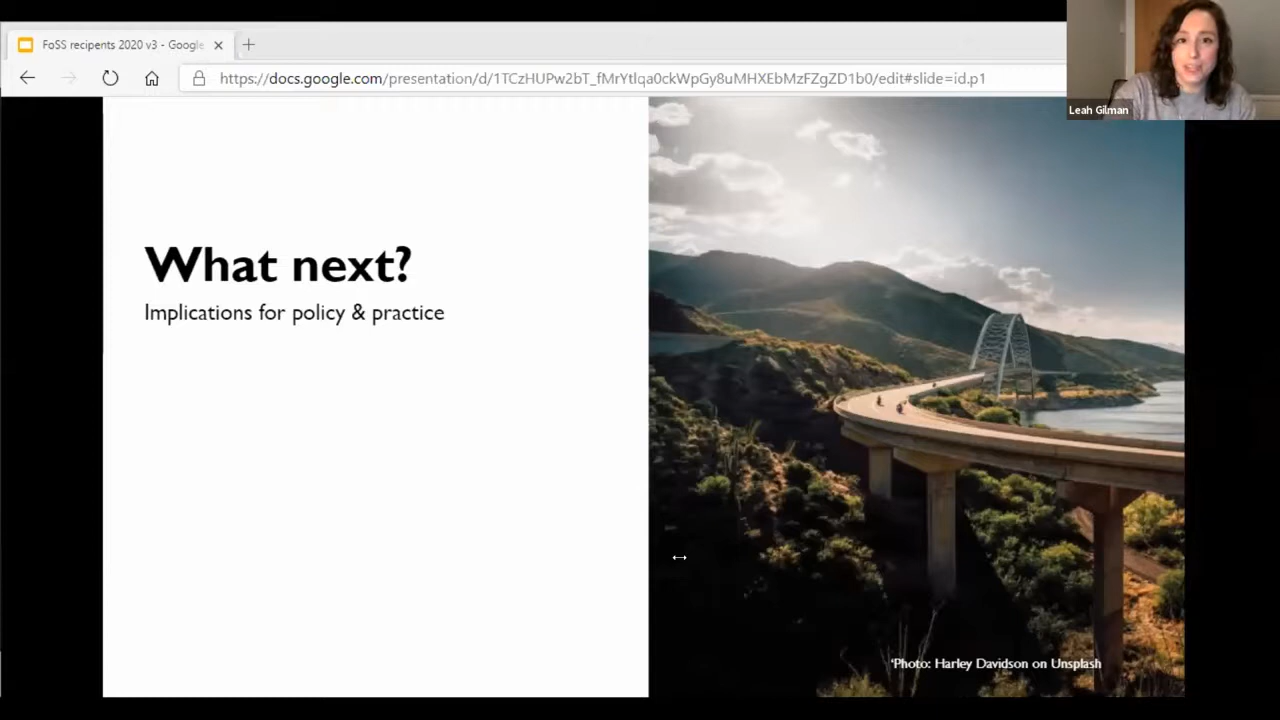 FoSS recipents 2020 v3 - Google
https://docs.google.com/presentation/d/1TCzHUPw2bT_fMrYtlqa0ckWpGy8uMHXEbMzFZgZD1b0/edit#slide=id.p1
Leah Gilman
What next?
Implications for policy & practice
'Photo: Harley Davidson on Unsplash